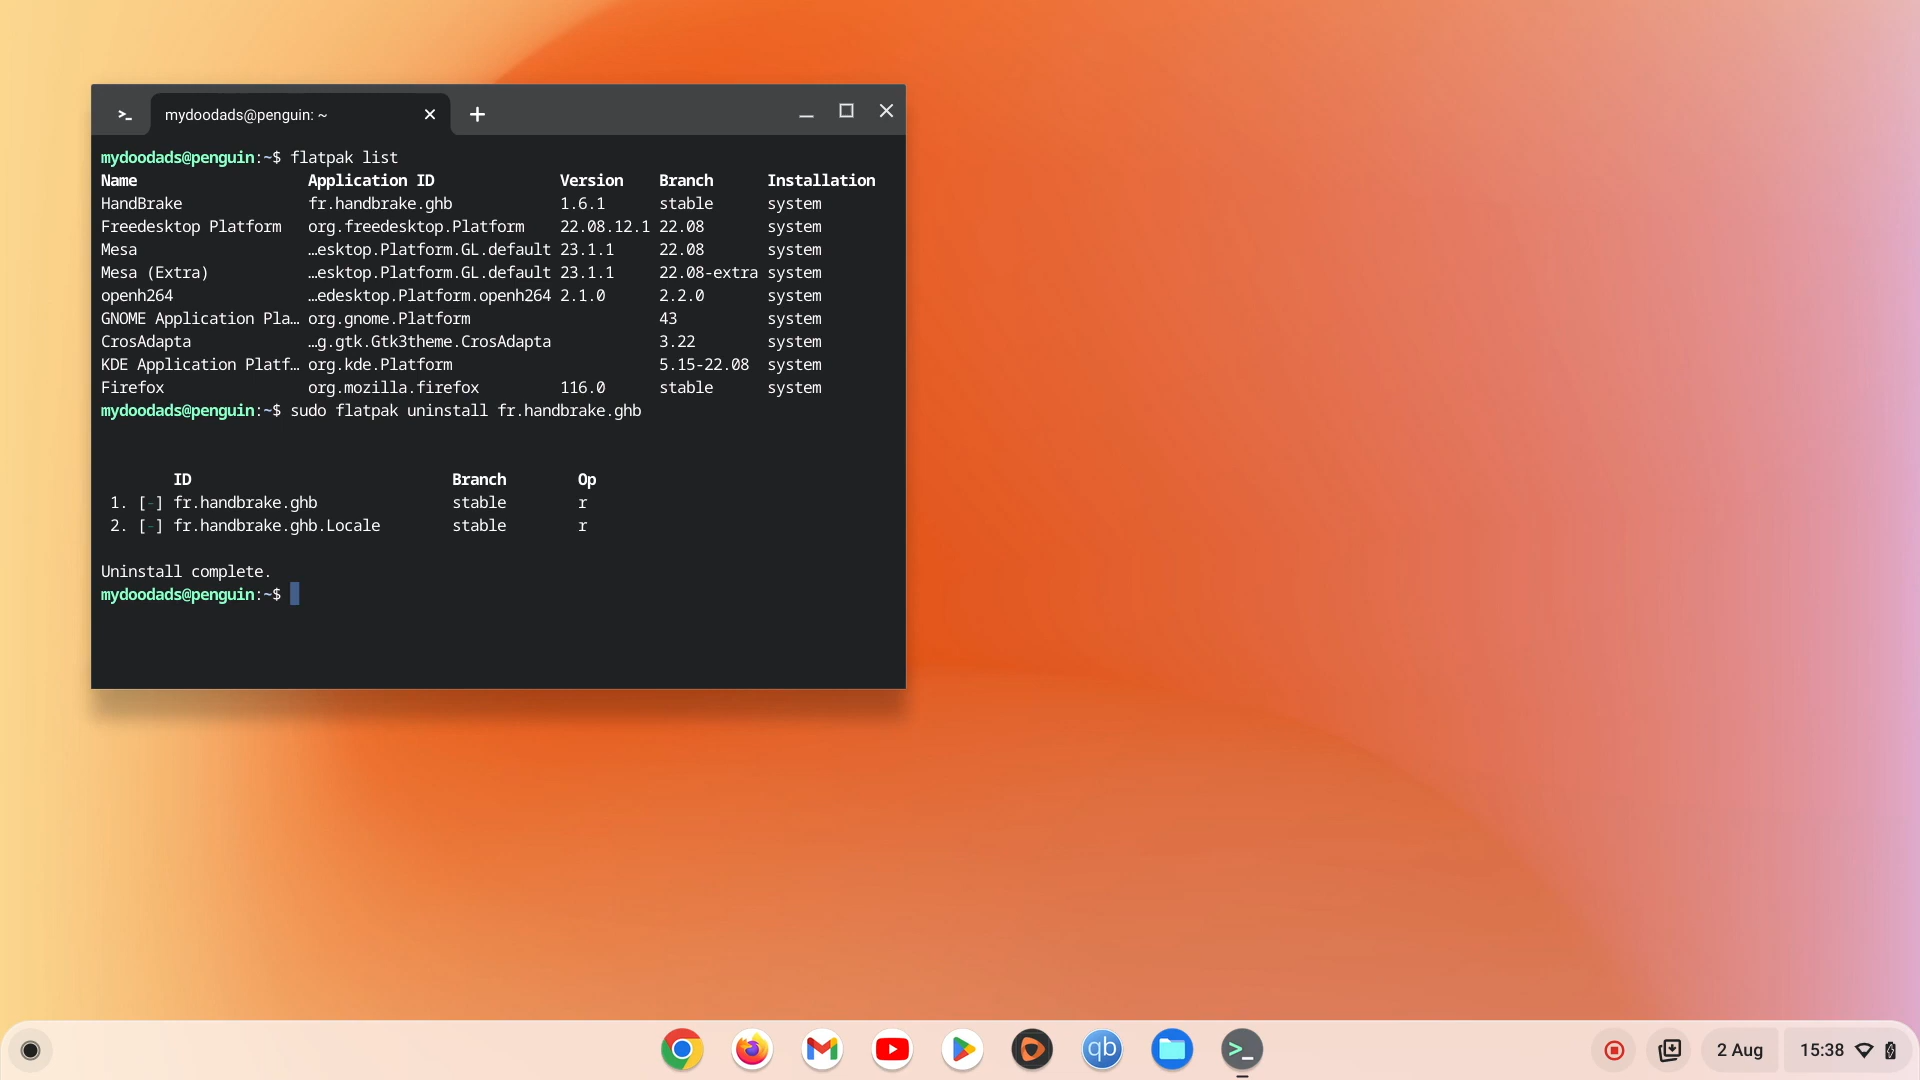 mydoodads@penguin: ~
mydoodads@penguin:~$ flatpak list
Name Application ID Version Branch Installation
HandBrake fr.handbrake.ghb 1.6.1 stable system
Freedesktop Platform org.freedesktop.Platform 22.08.12.1 22.08 system
Mesa …esktop.Platform.GL.default 23.1.1 22.08 system
Mesa (Extra) …esktop.Platform.GL.default 23.1.1 22.08-extra system
openh264 …edesktop.Platform.openh264 2.1.0 2.2.0 system
GNOME Application Pla… org.gnome.Platform 43 system
CrosAdapta …g.gtk.Gtk3theme.CrosAdapta 3.22 system
KDE Application Platf… org.kde.Platform 5.15-22.08 system
Firefox org.mozilla.firefox 116.0 stable system
mydoodads@penguin:~$ sudo flatpak uninstall fr.handbrake.ghb
ID Branch Op
1. [-] fr.handbrake.ghb stable r
2. [-] fr.handbrake.ghb.Locale stable r
Uninstall complete.
mydoodads@penguin:~$
qb
2 Aug 15:38